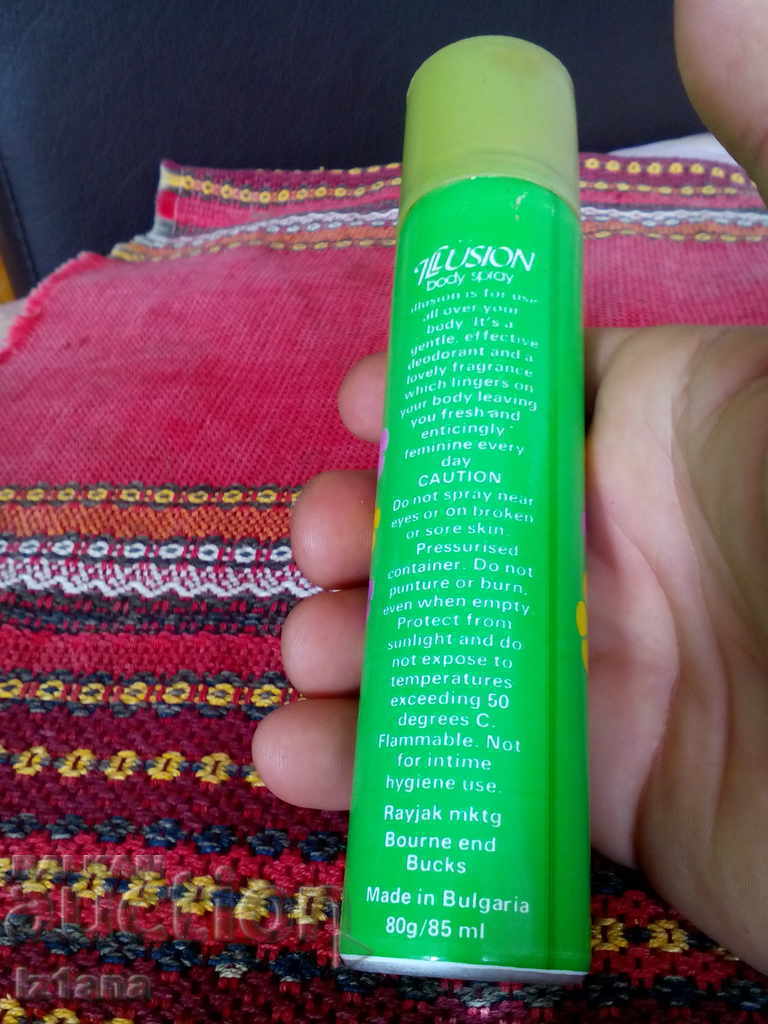 ILLUSION
body spray
illusion is for use
all over your
body. It's a
gentle, effective
deodorant and a
lovely fragrance
which lingers on
your body leaving
you fresh and
enticingly
feminine every
day
CAUTION
Do not spray near
eyes or on broken
or sore skin.
Pressurised
container. Do not
punture or burn,
even when empty.
Protect from
sunlight and do
not expose to
temperatures
exceeding 50
degrees C.
Flammable. Not
for intime
hygiene use.
Rayjak mktg
Bourne end
Bucks
Made in Bulgaria
80g/85 ml
BALKAN
auction
Iz1ana